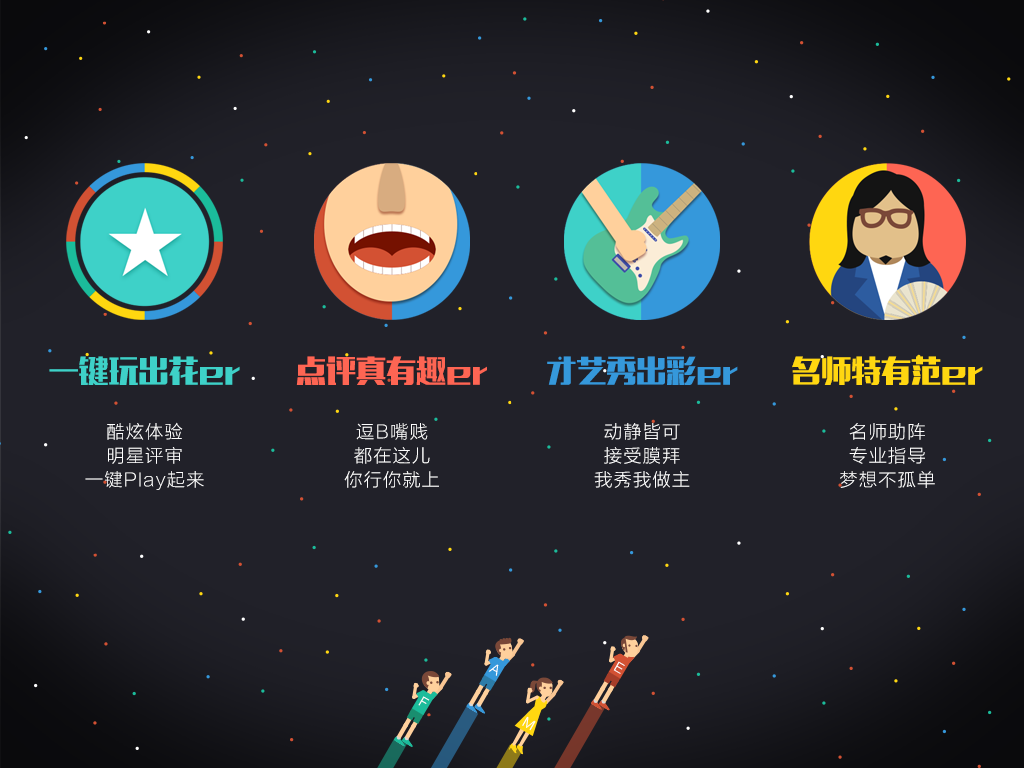 一键玩出花er
酷炫体验
明星评审
一键Play起来
点评真有趣er
逗B嘴贱
都在这儿
你行你就上
才艺秀出彩er
动静皆可
接受膜拜
我秀我做主
名师特有范er
名师助阵
专业指导
梦想不孤单
F
A
M
E